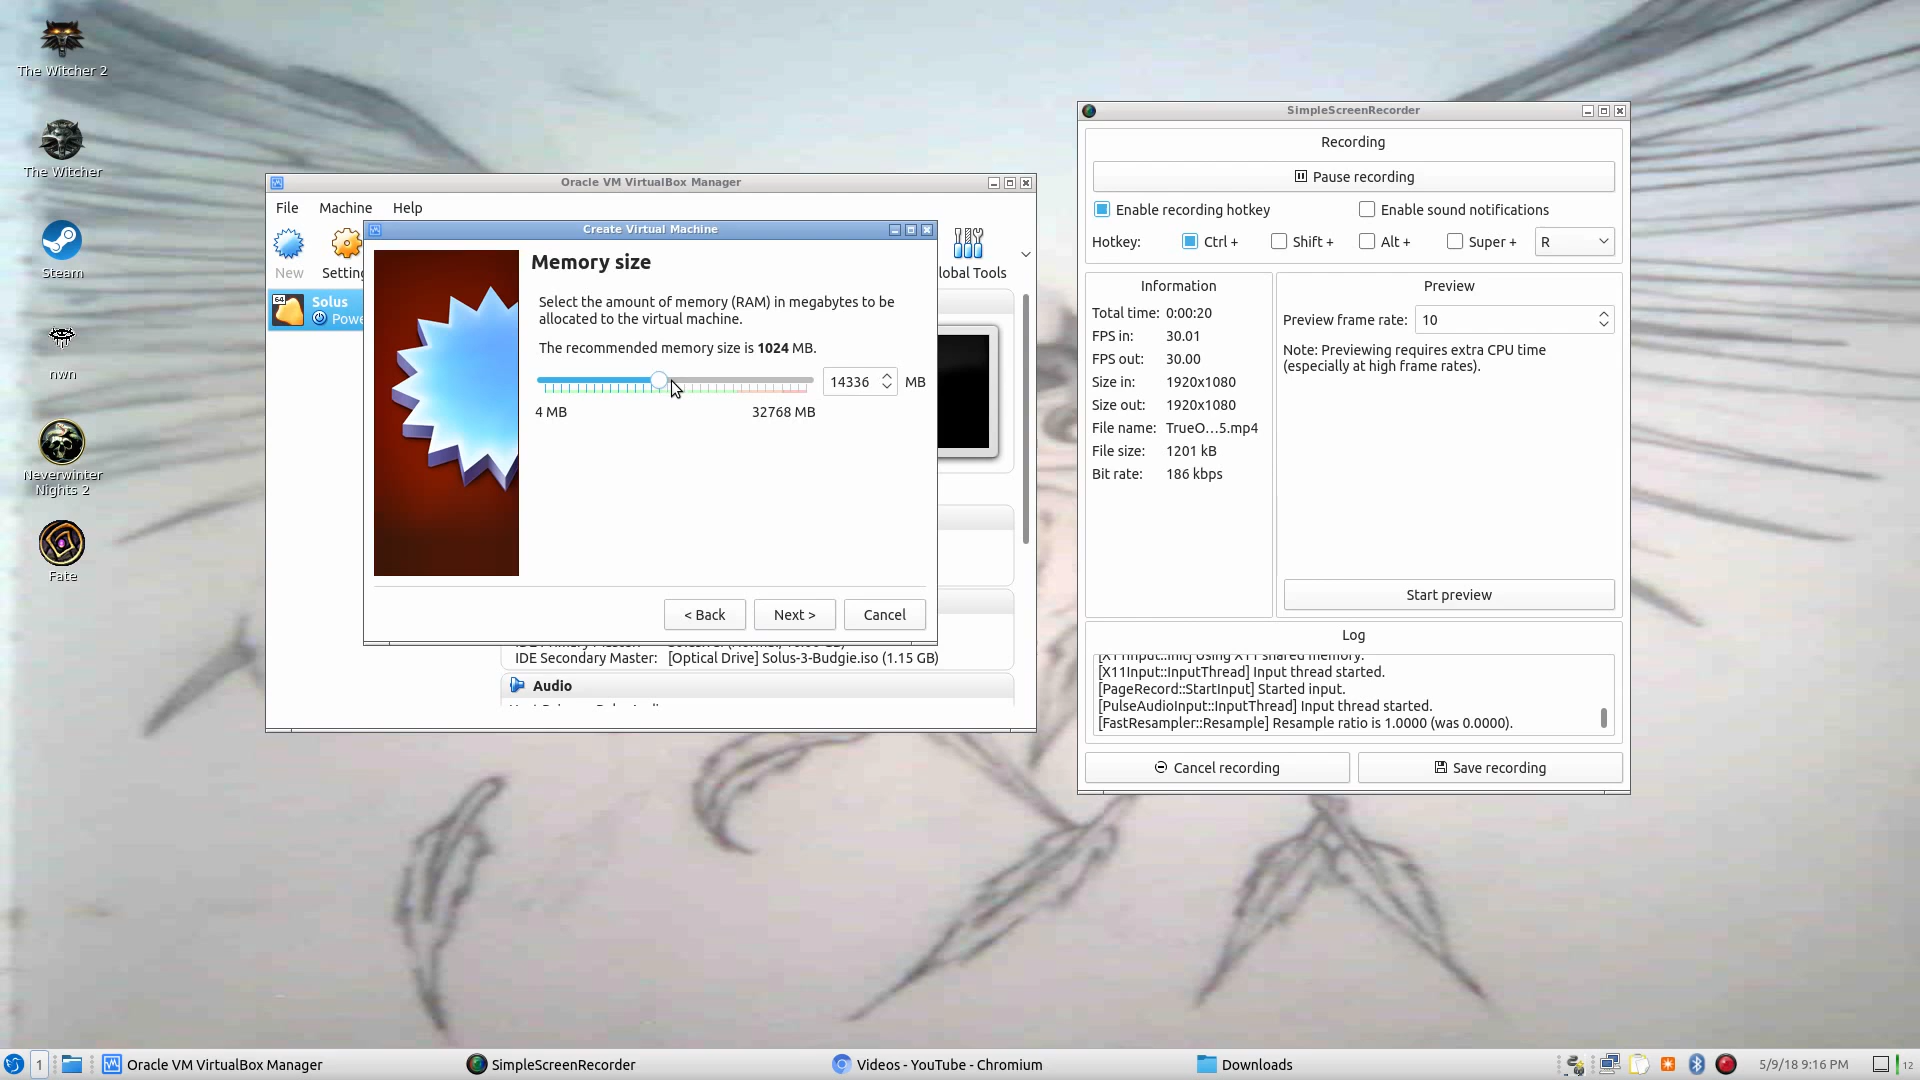 The Witcher 2
The Witcher
Steam
nwn
Neverwinter
Nights 2
Fate
Oracle VM VirtualBox Manager
File Machine Help
New
Setting
lobal Tools
64
Solus
Powe
Create Virtual Machine
Memory size
Select the amount of memory (RAM) in megabytes to be
allocated to the virtual machine.
The recommended memory size is 1024 MB.
14336 MB
4 MB 32768 MB
< Back Next > Cancel
IDE Secondary Master: [Optical Drive] Solus-3-Budgie.iso (1.15 GB)
Audio
SimpleScreenRecorder
Recording
Pause recording
Enable recording hotkey Enable sound notifications
Hotkey: Ctrl + Shift + Alt + Super + R
Information
Total time: 0:00:20
FPS in: 30.01
FPS out: 30.00
Size in: 1920x1080
Size out: 1920x1080
File name: TrueO...5.mp4
File size: 1201 kB
Bit rate: 186 kbps
Preview
Preview frame rate: 10
Note: Previewing requires extra CPU time
(especially at high frame rates).
Start preview
Log
[X11Input::Init] Using X11 shared memory.
[X11Input::InputThread] Input thread started.
[PageRecord::StartInput] Started input.
[PulseAudioInput::InputThread] Input thread started.
[FastResampler::Resample] Resample ratio is 1.0000 (was 0.0000).
Cancel recording Save recording
1 Oracle VM VirtualBox Manager SimpleScreenRecorder Videos - YouTube - Chromium Downloads 5/9/18 9:16 PM 12